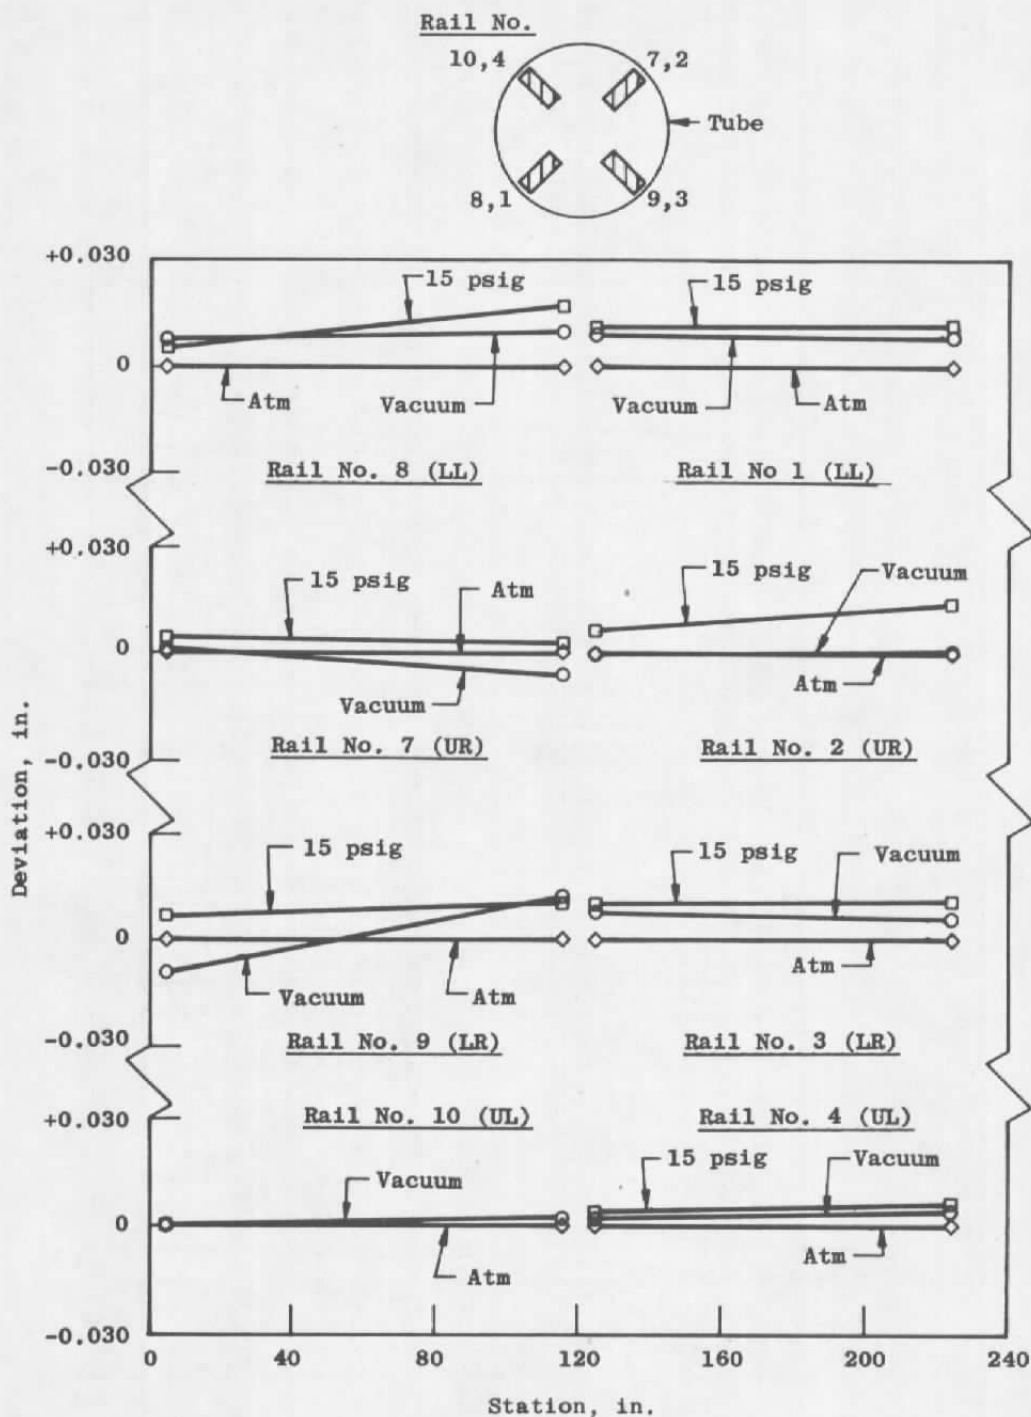 Rail No.
10,4
7,2
Tube
8,1
9,3
+0.030
15 psig
15 psig
0
Atm
Vacuum
Vacuum
Atm
-0.030
Rail No. 8 (LL)
Rail No 1 (LL)
+0.030
15 psig
Atm
15 psig
Vacuum
0
Vacuum
Atm
Rail No. 7 (UR)
Rail No. 2 (UR)
-0.030
Deviation, in.
+0.030
15 psig
15 psig
Vacuum
0
Vacuum
Atm
Atm
-0.030
Rail No. 9 (LR)
Rail No. 3 (LR)
Rail No. 10 (UL)
Rail No. 4 (UL)
+0.030
Vacuum
15 psig
Vacuum
0
Atm
Atm
-0.030
0 40 80 120 160 200 240
Station, in.